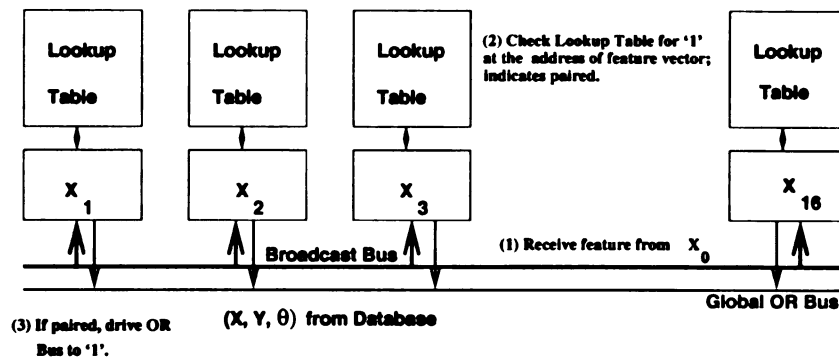 Lookup
Table
Lookup
Table
Lookup
Table
(2) Check Lookup Table for ‘1’
at the address of feature vector;
indicates paired.
Lookup
Table
X 1
X 2
X 3
X 16
(1) Receive feature from X 0
Broadcast Bus
Global OR Bus
(3) If paired, drive OR
Bus to ‘1’.
(X, Y, θ) from Database